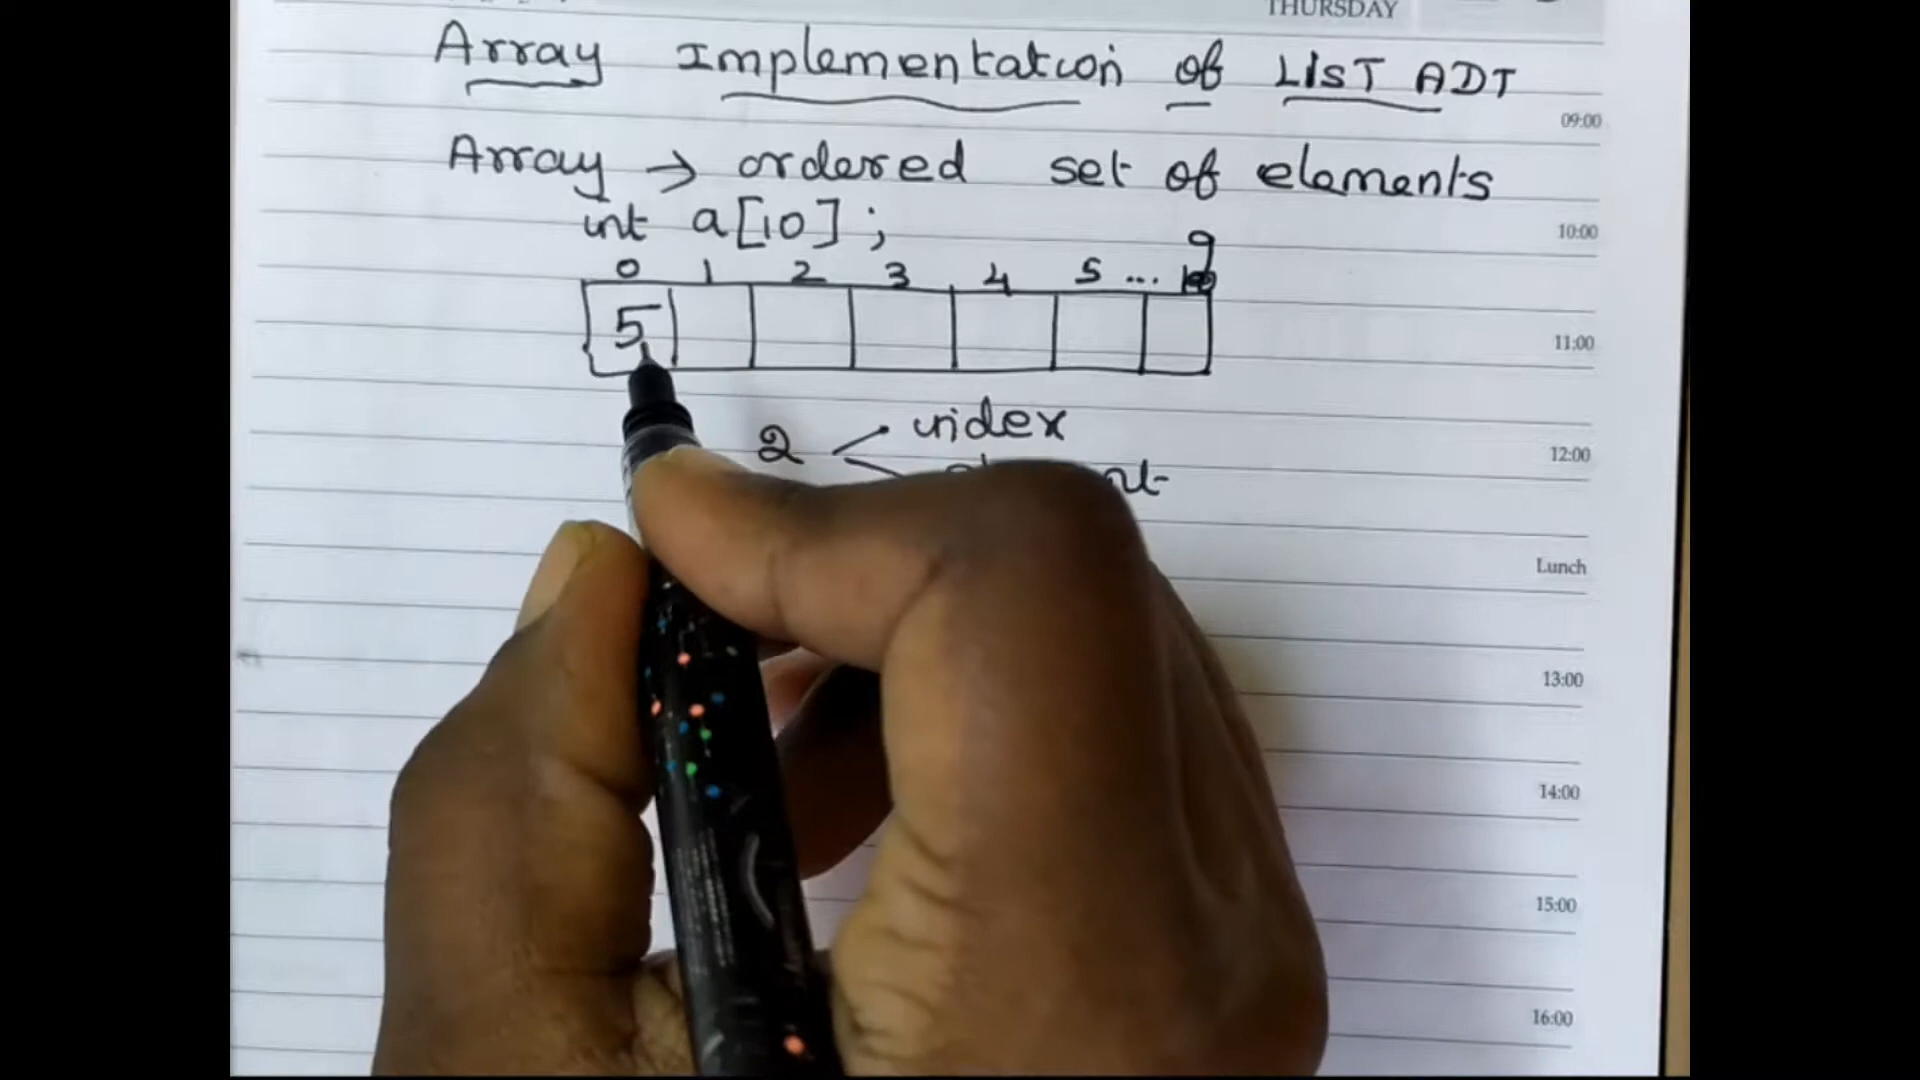 THURSDAY
Array Implementation of LIST ADT
09:00
Array → ordered set of elements
int a[10];
10:00
9
0 1 2 3 4 5 ...
5
11:00
2 index
12:00
Lunch
13:00
14:00
15:00
16:00